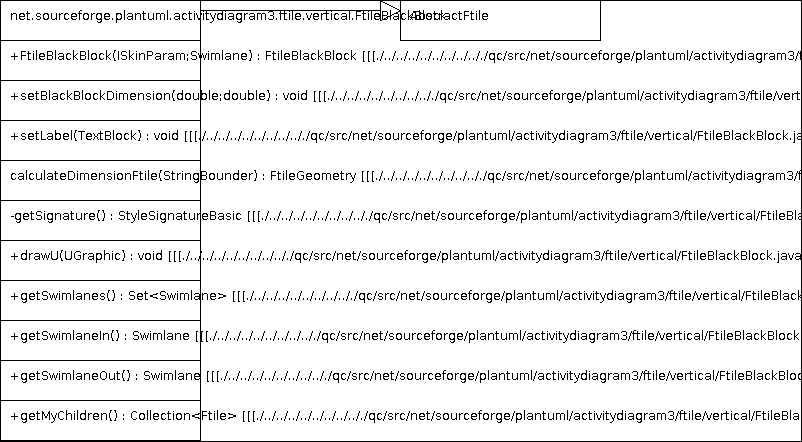 net.sourceforge.plantuml.activitydiagram3.ftile.vertical.FtileBlackBlock
AbstractFtile
+FtileBlackBlock(ISkinParam;Swimlane) : FtileBlackBlock [[[./../../../../../../../../../qc/src/net/sourceforge/plantuml/activitydiagram3/f
+setBlackBlockDimension(double;double) : void [[[./../../../../../../../../../qc/src/net/sourceforge/plantuml/activitydiagram3/ftile/vert
+setLabel(TextBlock) : void [[[./../../../../../../../../../qc/src/net/sourceforge/plantuml/activitydiagram3/ftile/vertical/FtileBlackBlock.ja
calculateDimensionFtile(StringBounder) : FtileGeometry [[[./../../../../../../../../../qc/src/net/sourceforge/plantuml/activitydiagram3/f
-getSignature() : StyleSignatureBasic [[[./../../../../../../../../../qc/src/net/sourceforge/plantuml/activitydiagram3/ftile/vertical/FtileBla
+drawU(UGraphic) : void [[[./../../../../../../../../../qc/src/net/sourceforge/plantuml/activitydiagram3/ftile/vertical/FtileBlackBlock.java
+getSwimlanes() : Set<Swimlane> [[[./../../../../../../../../../qc/src/net/sourceforge/plantuml/activitydiagram3/ftile/vertical/FtileBlack
+getSwimlaneIn() : Swimlane [[[./../../../../../../../../../qc/src/net/sourceforge/plantuml/activitydiagram3/ftile/vertical/FtileBlackBlock
+getSwimlaneOut() : Swimlane [[[./../../../../../../../../../qc/src/net/sourceforge/plantuml/activitydiagram3/ftile/vertical/FtileBlackBloc
+getMyChildren() : Collection<Ftile> [[[./../../../../../../../../../qc/src/net/sourceforge/plantuml/activitydiagram3/ftile/vertical/FtileBla